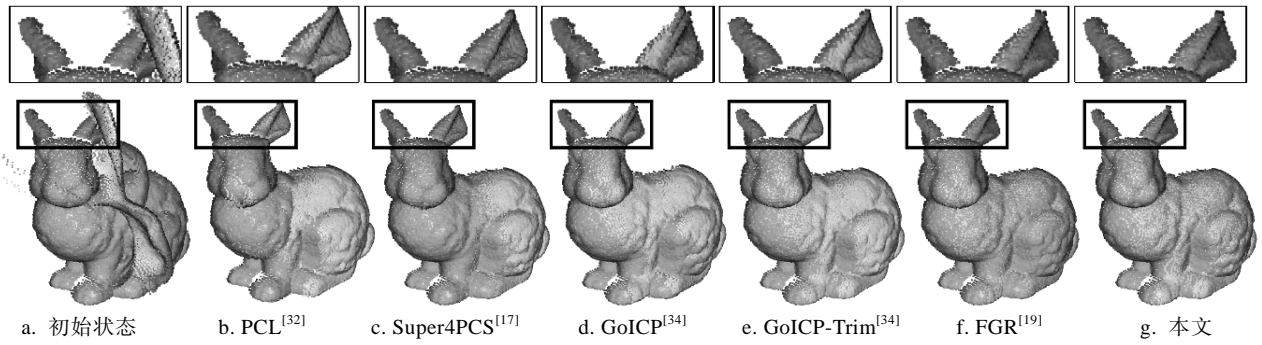 a. 初始状态 b. PCL[32] c. Super4PCS[17] d. GoICP[34] e. GoICP-Trim[34] f. FGR[19] g. 本文